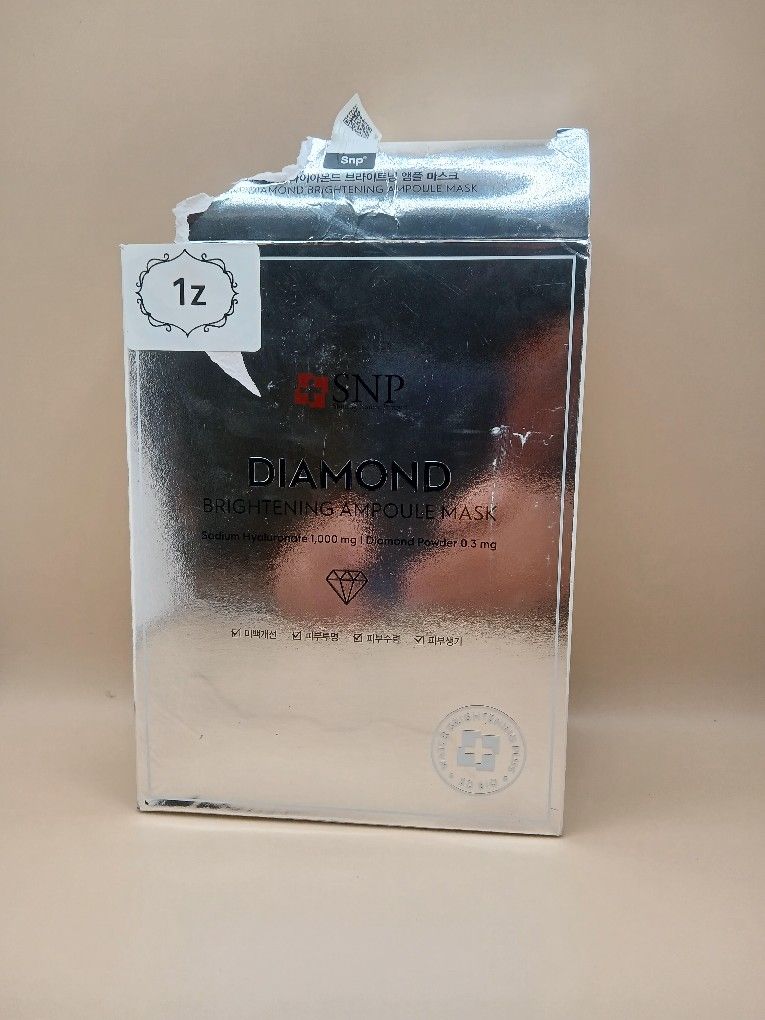 Snp
다이아몬드 브라이트닝 앰플 마스크
DIAMOND BRIGHTENING AMPOULE MASK
1z
SNP
DIAMOND
BRIGHTENING AMPOULE MASK
Sodium Hyaluronate 1,000 mg | Diamond Powder 0.3 mg
미백개선 피부투명 피부수련 피부생기